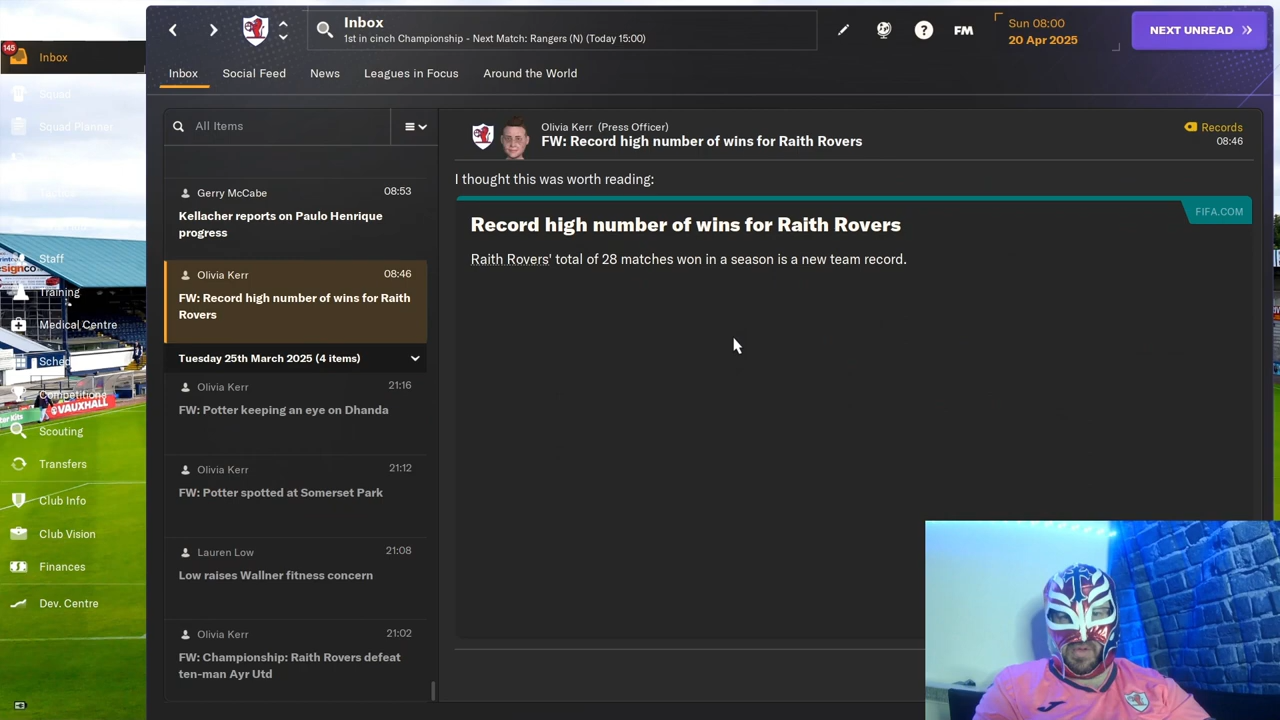 145
Inbox
Squad
Squad Planner
Staff
Training
Medical Centre
Sched
Competitions
Scouting
Transfers
Club Info
Club Vision
Finances
Dev. Centre
Inbox
1st in cinch Championship - Next Match: Rangers (N) (Today 15:00)
FM
Sun 08:00
20 Apr 2025
NEXT UNREAD
Inbox
Social Feed
News
Leagues in Focus
Around the World
All Items
Gerry McCabe
08:53
Kellacher reports on Paulo Henrique
progress
Olivia Kerr
08:46
FW: Record high number of wins for Raith
Rovers
Tuesday 25th March 2025 (4 items)
Olivia Kerr
21:16
FW: Potter keeping an eye on Dhanda
Olivia Kerr
21:12
FW: Potter spotted at Somerset Park
Lauren Low
21:08
Low raises Wallner fitness concern
Olivia Kerr
21:02
FW: Championship: Raith Rovers defeat
ten-man Ayr Utd
Olivia Kerr (Press Officer)
FW: Record high number of wins for Raith Rovers
Records
08:46
I thought this was worth reading:
FIFA.COM
Record high number of wins for Raith Rovers
Raith Rovers' total of 28 matches won in a season is a new team record.
VAUXHALL